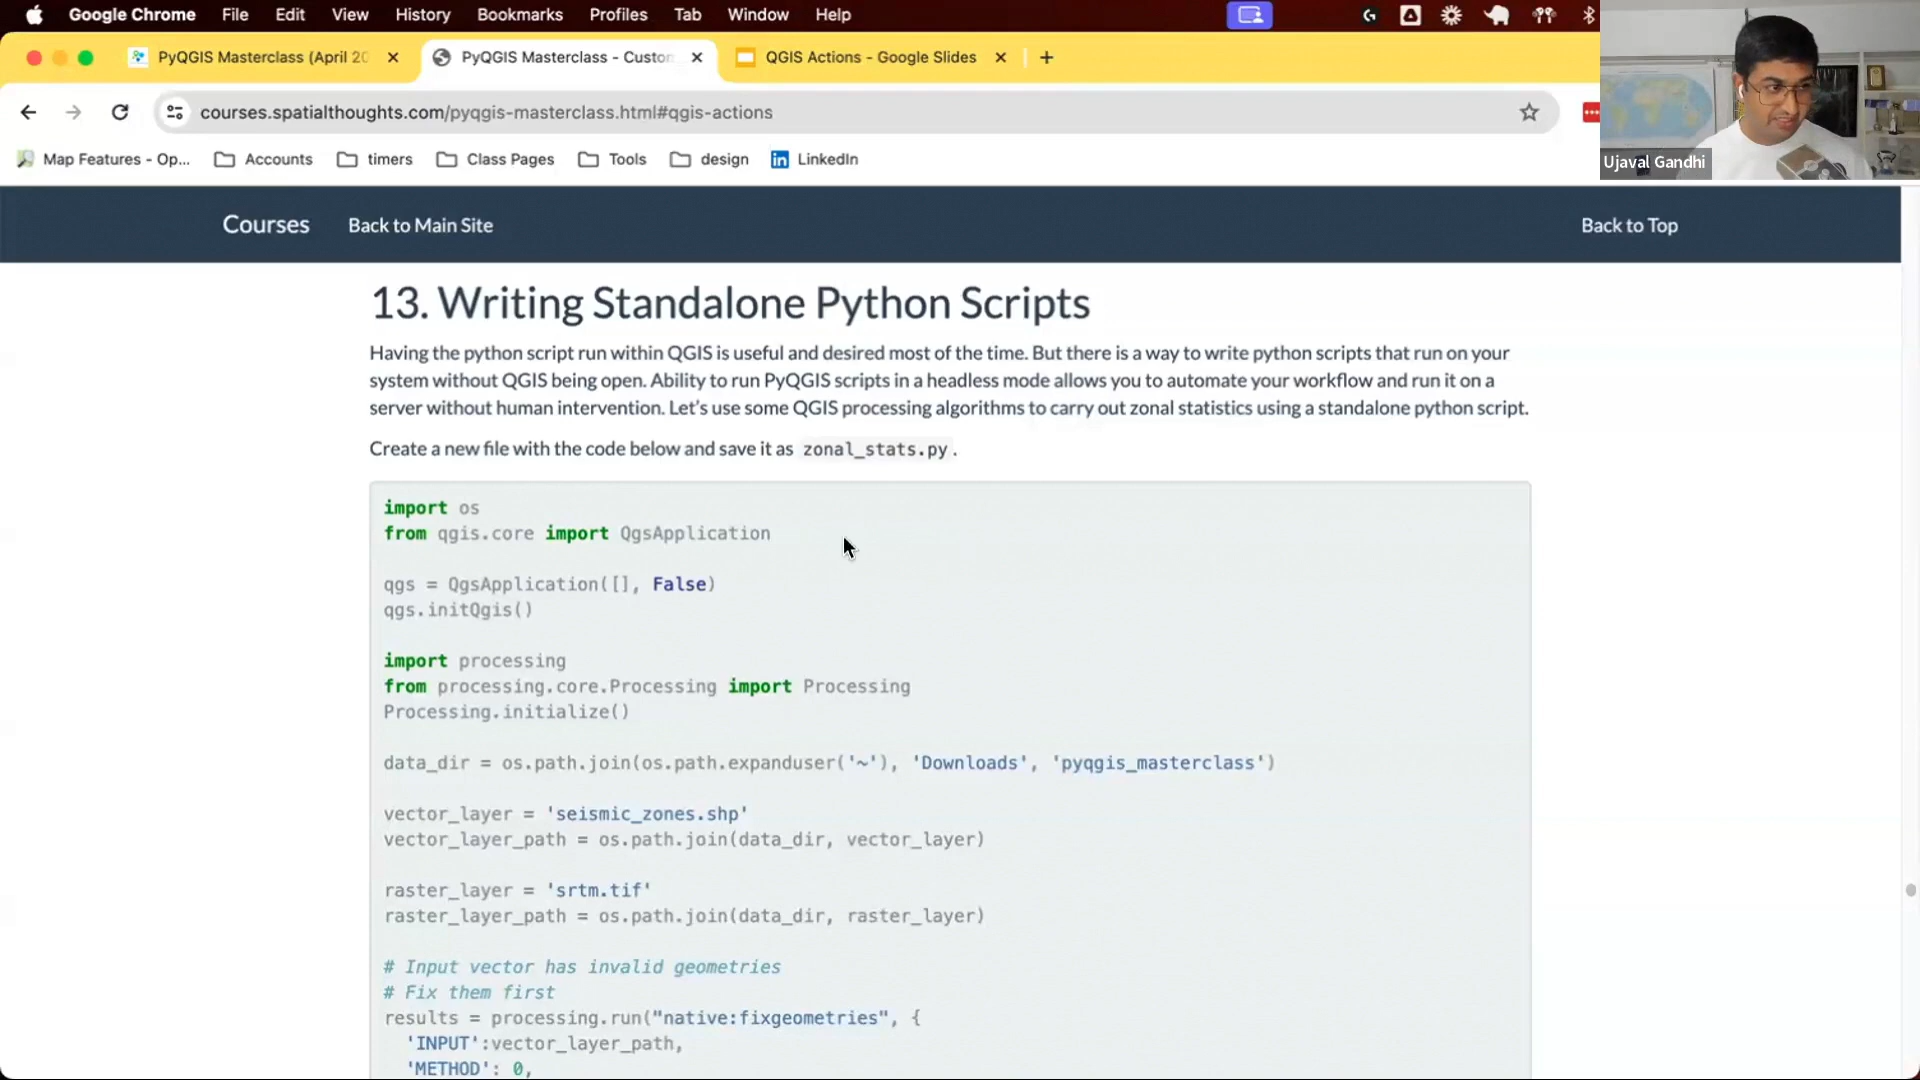 Google Chrome File Edit View History Bookmarks Profiles Tab Window Help
PyQGIS Masterclass (April 20 PyQGIS Masterclass - Custom QGIS Actions - Google Slides
courses.spatialthoughts.com/pyqgis-masterclass.html#qgis-actions
Map Features - Op... Accounts timers Class Pages Tools design LinkedIn
Ujaval Gandhi
Courses Back to Main Site Back to Top
13. Writing Standalone Python Scripts
Having the python script run within QGIS is useful and desired most of the time. But there is a way to write python scripts that run on your
system without QGIS being open. Ability to run PyQGIS scripts in a headless mode allows you to automate your workflow and run it on a
server without human intervention. Let's use some QGIS processing algorithms to carry out zonal statistics using a standalone python script.
Create a new file with the code below and save it as zonal_stats.py.
import os
from qgis.core import QgsApplication
qgs = QgsApplication([], False)
qgs.initQgis()
import processing
from processing.core.Processing import Processing
Processing.initialize()
data_dir = os.path.join(os.path.expanduser('~'), 'Downloads', 'pyqgis_masterclass')
vector_layer = 'seismic_zones.shp'
vector_layer_path = os.path.join(data_dir, vector_layer)
raster_layer = 'srtm.tif'
raster_layer_path = os.path.join(data_dir, raster_layer)
# Input vector has invalid geometries
# Fix them first
results = processing.run("native:fixgeometries", {
'INPUT':vector_layer_path,
'METHOD': 0,